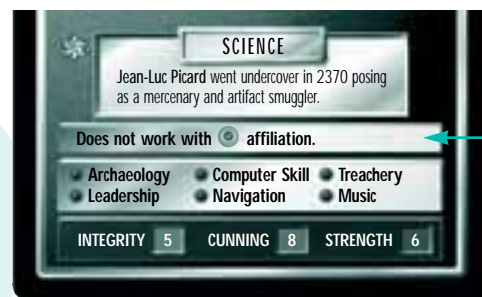 SCIENCE
Jean-Luc Picard went undercover in 2370 posing
as a mercenary and artifact smuggler.
Does not work with affiliation.
Archaeology Computer Skill Treachery
Leadership Navigation Music
INTEGRITY 5 CUNNING 8 STRENGTH 6